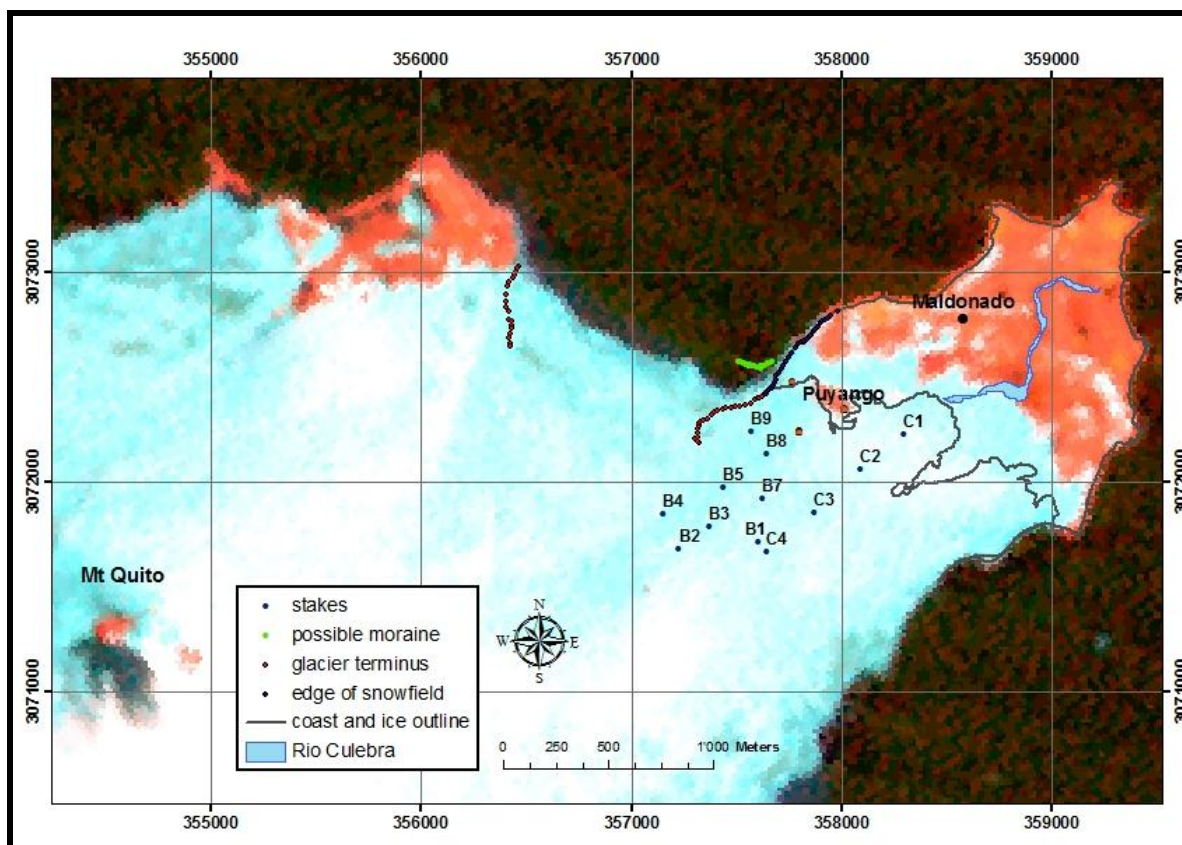 355000 356000 357000 358000 359000
3073000 3073000
Maldonado
Puyango
B9 C1
B8
C2
3072000 3072000
B5
B7
B4 C3
B3
B1
B2 C4
Mt Quito
stakes
possible moraine
glacier terminus
edge of snowfield
coast and ice outline
Rio Culebra
N
W E
S
3071000 3071000
0 250 500 1'000 Meters
355000 356000 357000 358000 359000